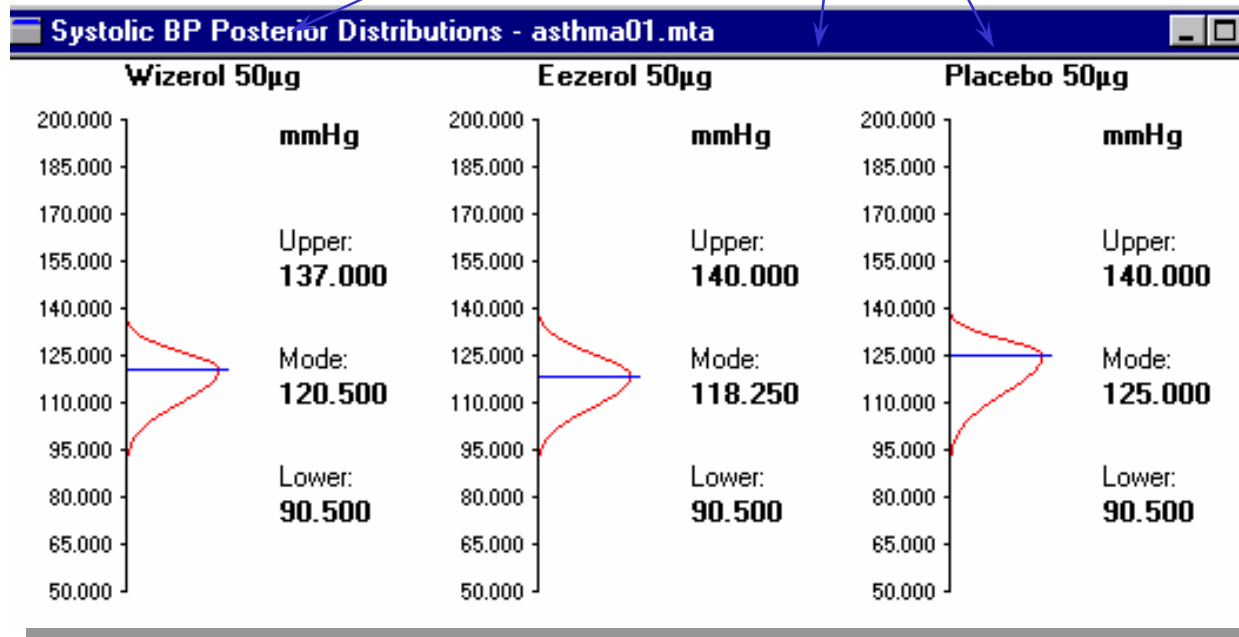 Systolic BP Posterior Distributions - asthma01.mta
Wizerol 50µg
200.000
185.000
170.000
155.000
140.000
125.000
110.000
95.000
80.000
65.000
50.000
mmHg
Upper:
137.000
Mode:
120.500
Lower:
90.500
Eezerol 50µg
200.000
185.000
170.000
155.000
140.000
125.000
110.000
95.000
80.000
65.000
50.000
mmHg
Upper:
140.000
Mode:
118.250
Lower:
90.500
Placebo 50µg
200.000
185.000
170.000
155.000
140.000
125.000
110.000
95.000
80.000
65.000
50.000
mmHg
Upper:
140.000
Mode:
125.000
Lower:
90.500